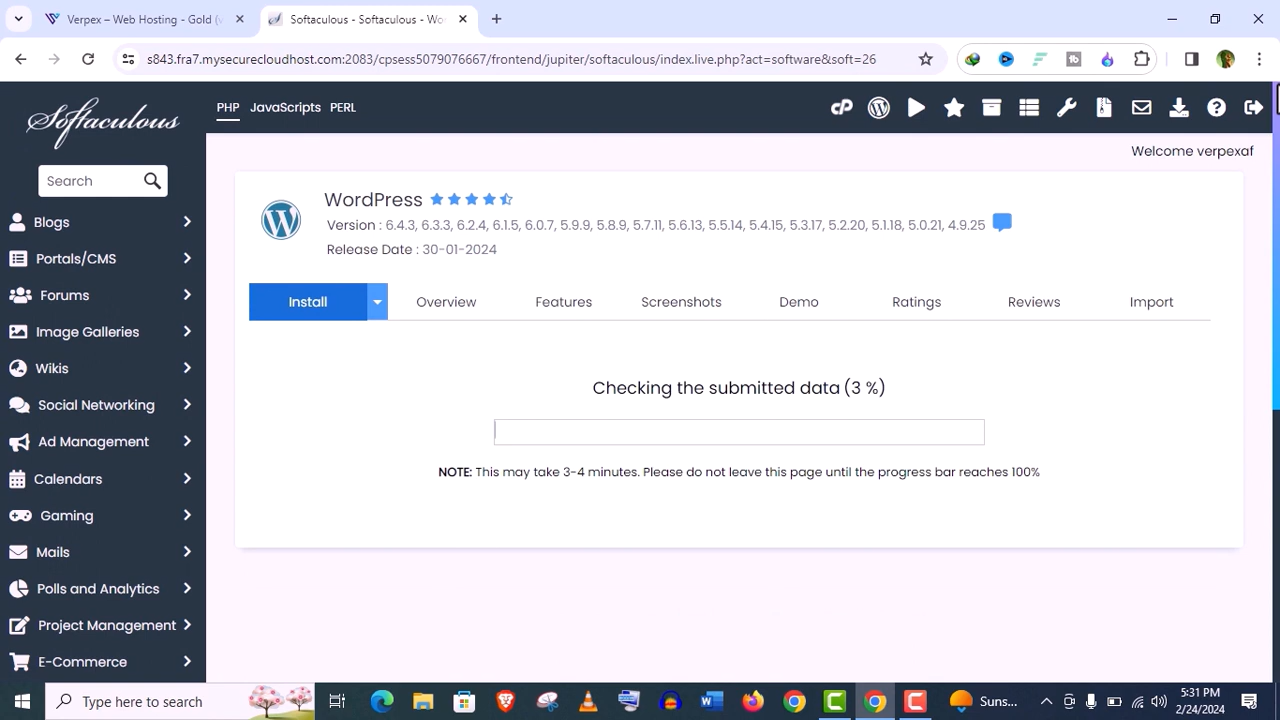 Verpex – Web Hosting - Gold (v
Softaculous - Softaculous - Wo
s843.fra7.mysecurecloudhost.com:2083/cpsess5079076667/frontend/jupiter/softaculous/index.live.php?act=software&soft=26
Softaculous
PHP JavaScripts PERL
Welcome verpexaf
Search
Blogs
Portals/CMS
Forums
Image Galleries
Wikis
Social Networking
Ad Management
Calendars
Gaming
Mails
Polls and Analytics
Project Management
E-Commerce
WordPress
Version : 6.4.3, 6.3.3, 6.2.4, 6.1.5, 6.0.7, 5.9.9, 5.8.9, 5.7.11, 5.6.13, 5.5.14, 5.4.15, 5.3.17, 5.2.20, 5.1.18, 5.0.21, 4.9.25
Release Date : 30-01-2024
Install Overview Features Screenshots Demo Ratings Reviews Import
Checking the submitted data (3 %)
NOTE: This may take 3-4 minutes. Please do not leave this page until the progress bar reaches 100%
Type here to search
Suns...
5:31 PM
2/24/2024